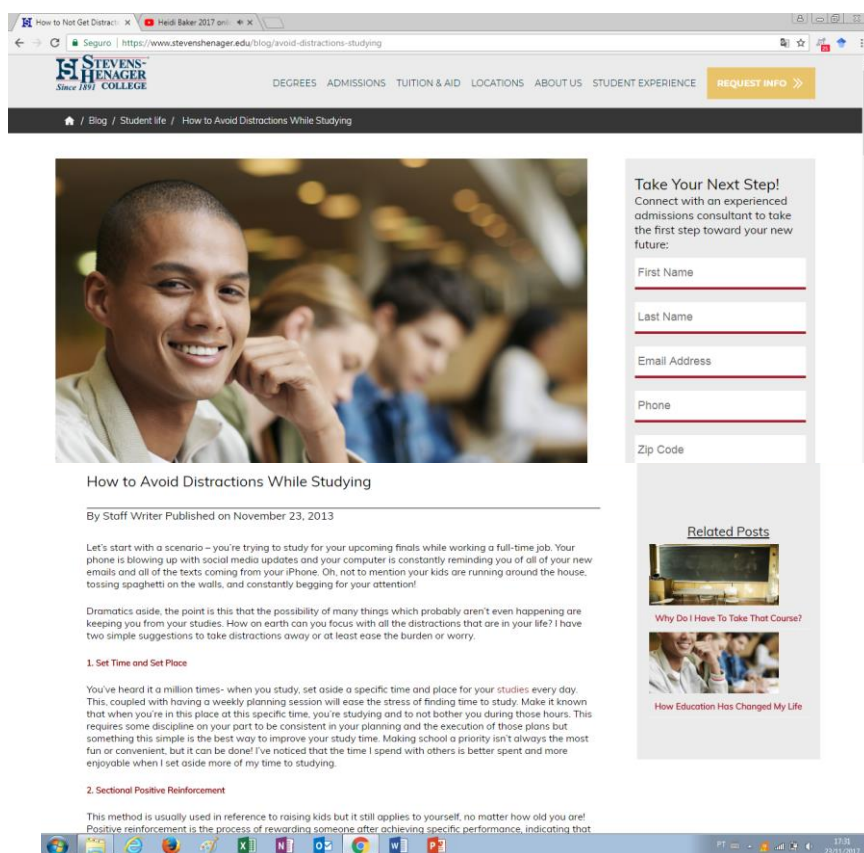 How to Not Get Distract
Heidi Baker 2017 onli
Seguro | https://www.stevenshenager.edu/blog/avoid-distractions-studying
STEVENS-
HENAGER
Since 1891 COLLEGE
DEGREES ADMISSIONS TUITION & AID LOCATIONS ABOUT US STUDENT EXPERIENCE REQUEST INFO
/ Blog / Student life / How to Avoid Distractions While Studying
Take Your Next Step!
Connect with an experienced
admissions consultant to take
the first step toward your new
future:
First Name
Last Name
Email Address
Phone
Zip Code
How to Avoid Distractions While Studying
By Staff Writer Published on November 23, 2013
Let's start with a scenario – you're trying to study for your upcoming finals while working a full-time job. Your
phone is blowing up with social media updates and your computer is constantly reminding you of all of your new
emails and all of the texts coming from your iPhone. Oh, not to mention your kids are running around the house,
tossing spaghetti on the walls, and constantly begging for your attention!
Dramatics aside, the point is this that the possibility of many things which probably aren't even happening are
keeping you from your studies. How on earth can you focus with all the distractions that are in your life? I have
two simple suggestions to take distractions away or at least ease the burden or worry.
1. Set Time and Set Place
You've heard it a million times- when you study, set aside a specific time and place for your studies every day.
This, coupled with having a weekly planning session will ease the stress of finding time to study. Make it known
that when you're in this place at this specific time, you're studying and to not bother you during those hours. This
requires some discipline on your part to be consistent in your planning and the execution of those plans but
something this simple is the best way to improve your study time. Making school a priority isn't always the most
fun or convenient, but it can be done! I've noticed that the time I spend with others is better spent and more
enjoyable when I set aside more of my time to studying.
2. Sectional Positive Reinforcement
This method is usually used in reference to raising kids but it still applies to yourself, no matter how old you are!
Positive reinforcement is the process of rewarding someone after achieving specific performance, indicating that
Related Posts
Why Do I Have To Take That Course?
How Education Has Changed My Life
PT
17:31
23/11/2017